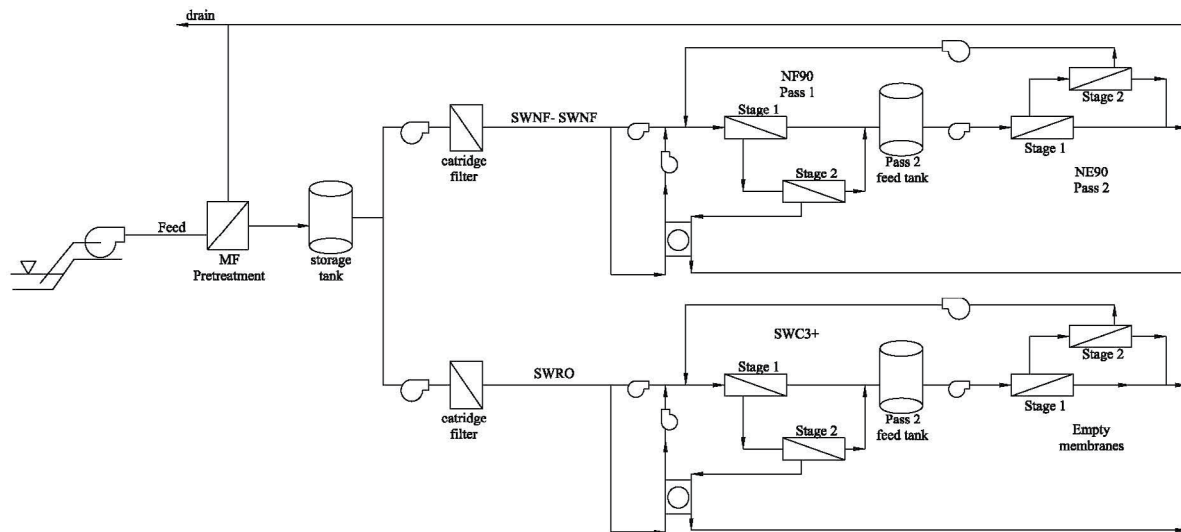 drain
NF90
Pass 1
Stage 1
Stage 2
SWNF- SWNF
catridge
filter
Stage 2
Pass 2
feed tank
Stage 1
NE90
Pass 2
Feed
MF
Pretreatment
storage
tank
SWC3+
Stage 1
Stage 2
SWRO
catridge
filter
Stage 2
Pass 2
feed tank
Stage 1
Empty
membranes